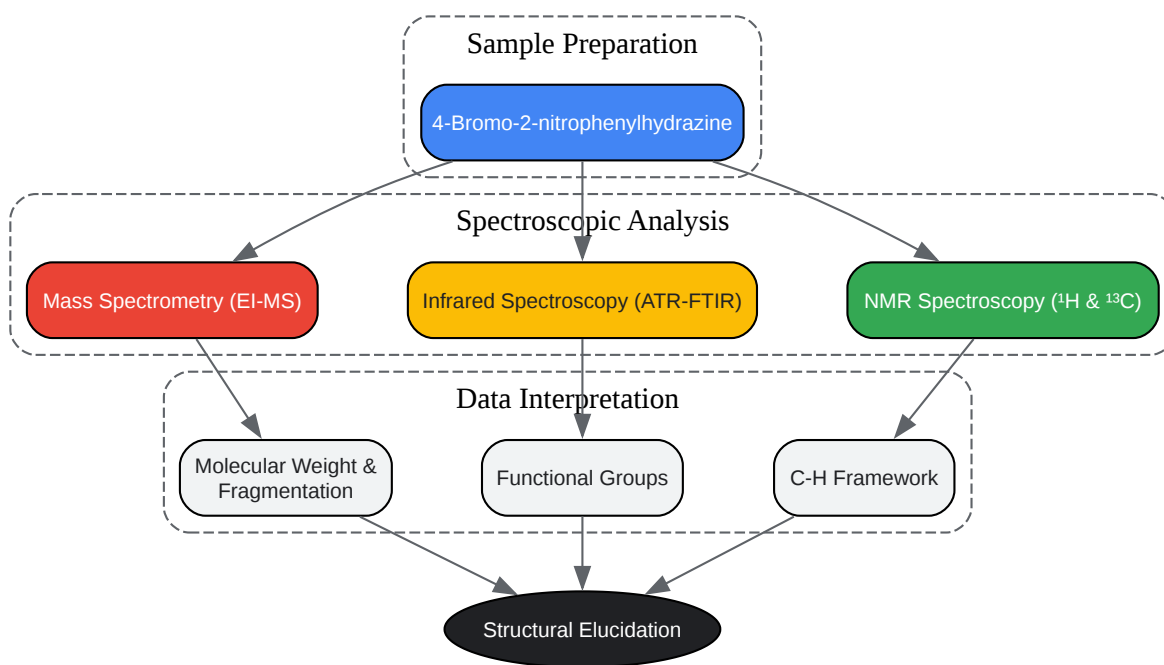 Sample Preparation
4-Bromo-2-nitrophenylhydrazine
Spectroscopic Analysis
Mass Spectrometry (EI-MS)
Infrared Spectroscopy (ATR-FTIR)
NMR Spectroscopy (¹H & ¹³C)
Data Interpretation
Molecular Weight &
Fragmentation
Functional Groups
C-H Framework
Structural Elucidation